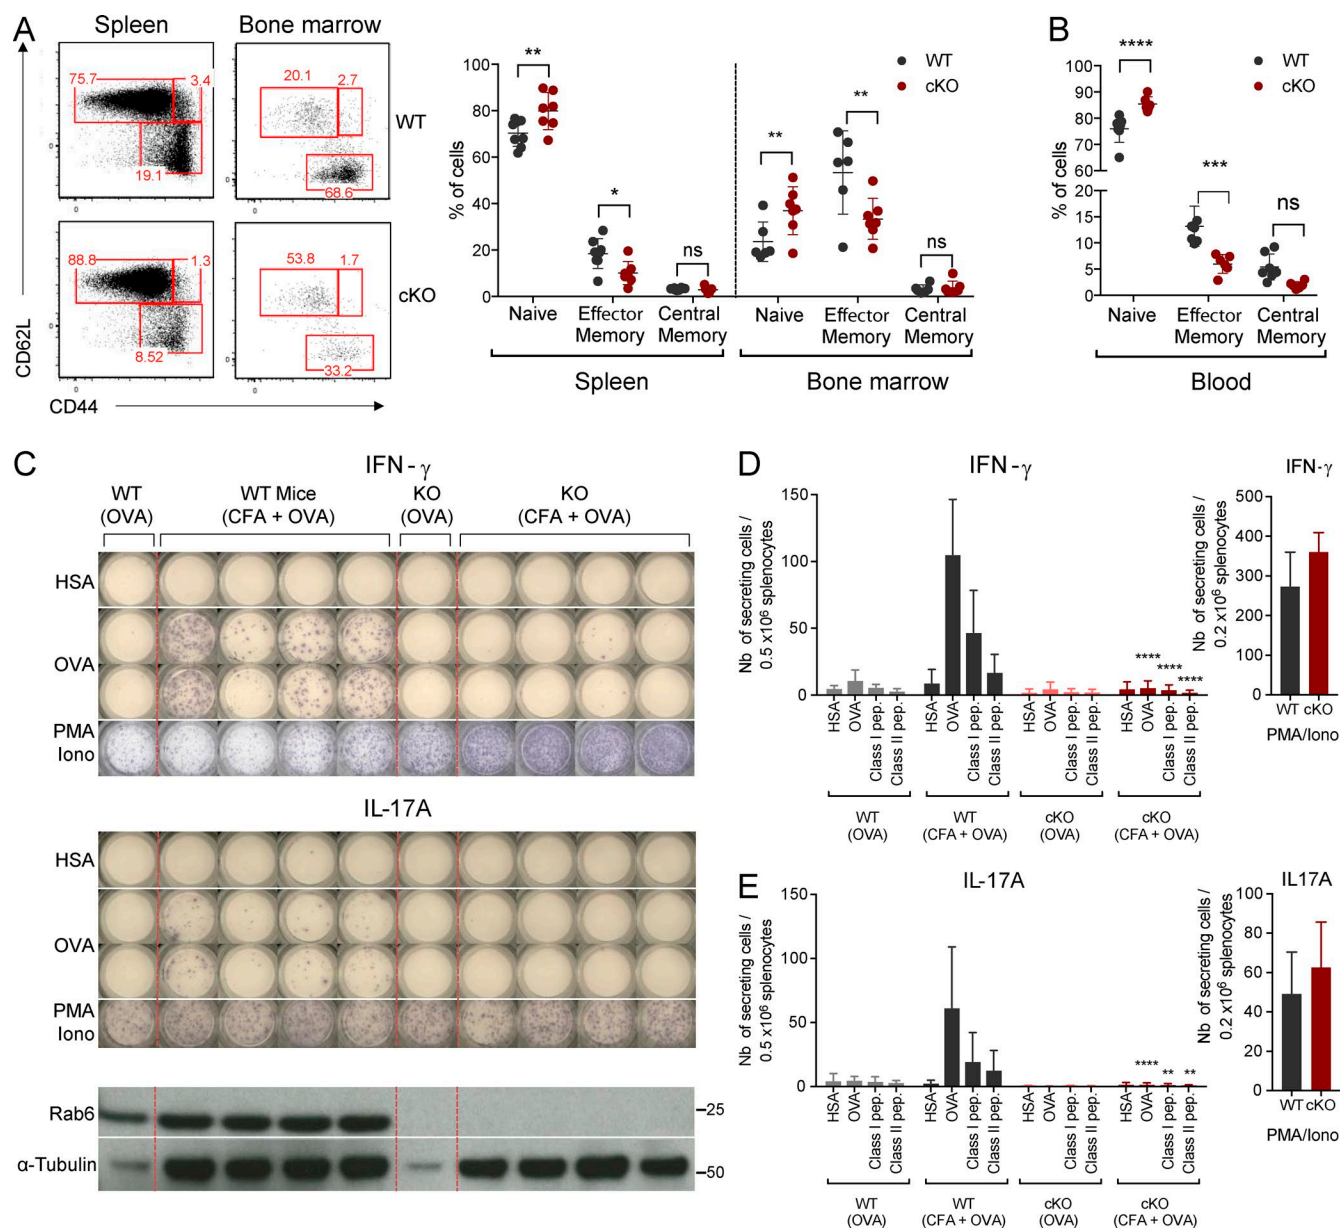 A
Spleen
Bone marrow
75.7
3.4
19.1
20.1
2.7
68.6
WT
0
0
0
0
88.8
1.3
8.52
53.8
1.7
33.2
cKO
0
0
0
0
CD62L
CD44
% of cells
100
80
60
40
20
0
**
*
ns
**
**
ns
WT
cKO
Naive
Effector
Memory
Central
Memory
Naive
Effector
Memory
Central
Memory
Spleen
Bone marrow
B
% of cells
100
90
80
70
60
20
15
10
5
0
****
***
ns
WT
cKO
Naive
Effector
Memory
Central
Memory
Blood
C
IFN-γ
WT
(OVA)
WT Mice
(CFA + OVA)
KO
(OVA)
KO
(CFA + OVA)
HSA
OVA
PMA
Iono
IL-17A
HSA
OVA
PMA
Iono
Rab6
25
α-Tubulin
50
D
IFN-γ
Nb of secreting cells /
0.5 x10⁶ splenocytes
150
100
50
0
****
****
****
HSA
OVA
Class I pep.
Class II pep.
HSA
OVA
Class I pep.
Class II pep.
HSA
OVA
Class I pep.
Class II pep.
HSA
OVA
Class I pep.
Class II pep.
WT
(OVA)
WT
(CFA + OVA)
cKO
(OVA)
cKO
(CFA + OVA)
IFN-γ
Nb of secreting cells /
0.2 x10⁶ splenocytes
500
400
300
200
100
0
WT cKO
PMA/Iono
E
IL-17A
Nb of secreting cells /
0.5 x10⁶ splenocytes
150
100
50
0
****
**
**
HSA
OVA
Class I pep.
Class II pep.
HSA
OVA
Class I pep.
Class II pep.
HSA
OVA
Class I pep.
Class II pep.
HSA
OVA
Class I pep.
Class II pep.
WT
(OVA)
WT
(CFA + OVA)
cKO
(OVA)
cKO
(CFA + OVA)
IL17A
Nb of secreting cells /
0.2 x10⁶ splenocytes
100
80
60
40
20
0
WT cKO
PMA/Iono